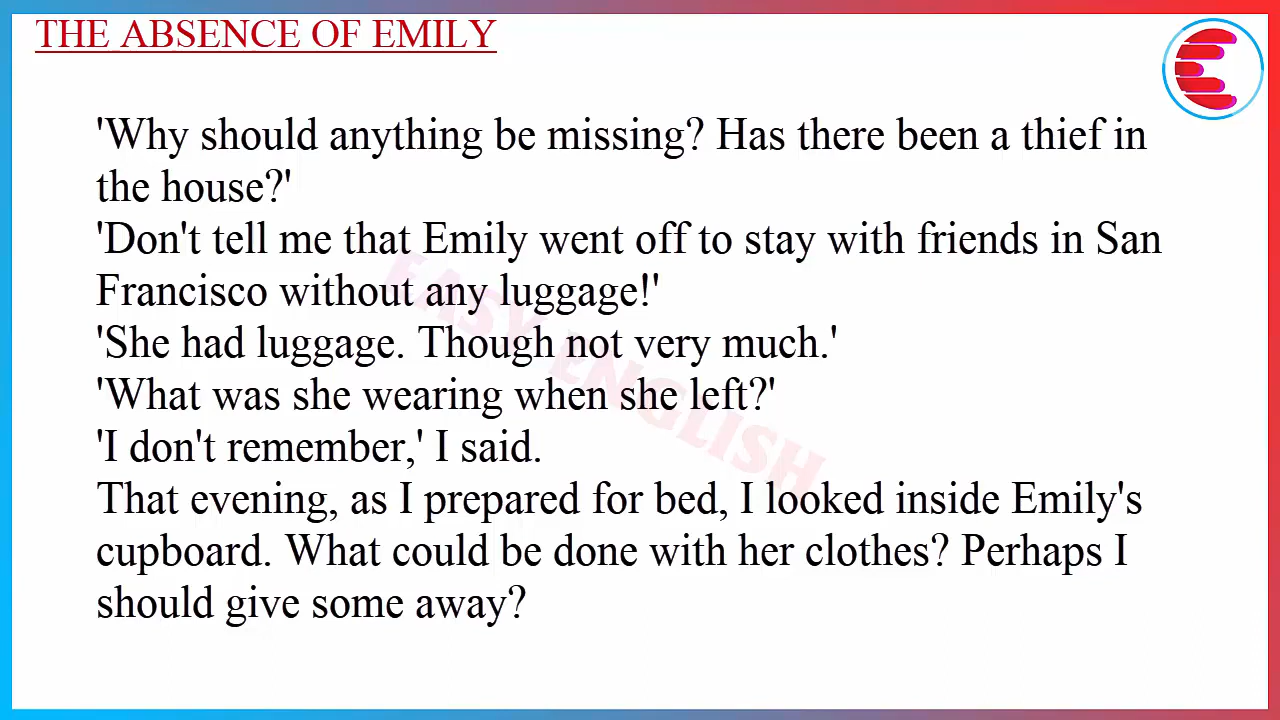 THE ABSENCE OF EMILY
'Why should anything be missing? Has there been a thief in
the house?'
'Don't tell me that Emily went off to stay with friends in San
Francisco without any luggage!'
'She had luggage. Though not very much.'
'What was she wearing when she left?'
'I don't remember,' I said.
That evening, as I prepared for bed, I looked inside Emily's
cupboard. What could be done with her clothes? Perhaps I
should give some away?
EASY ENGLISH